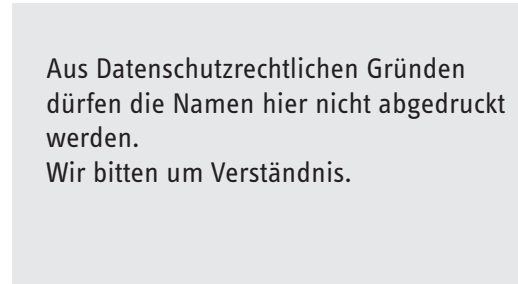 Aus Datenschutzrechtlichen Gründen
dürfen die Namen hier nicht abgedruckt
werden.
Wir bitten um Verständnis.